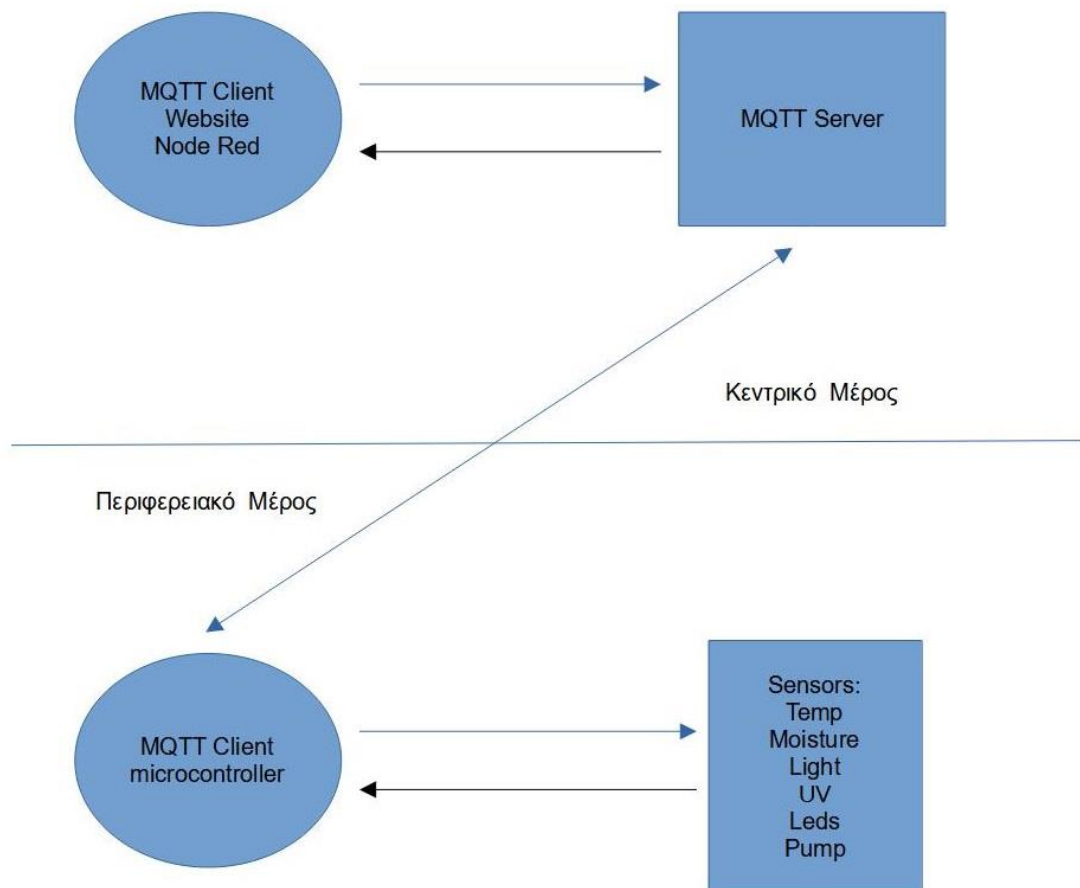 MQTT Client
Website
Node Red
MQTT Server
Κεντρικό Μέρος
Περιφερειακό Μέρος
MQTT Client
microcontroller
Sensors:
Temp
Moisture
Light
UV
Leds
Pump